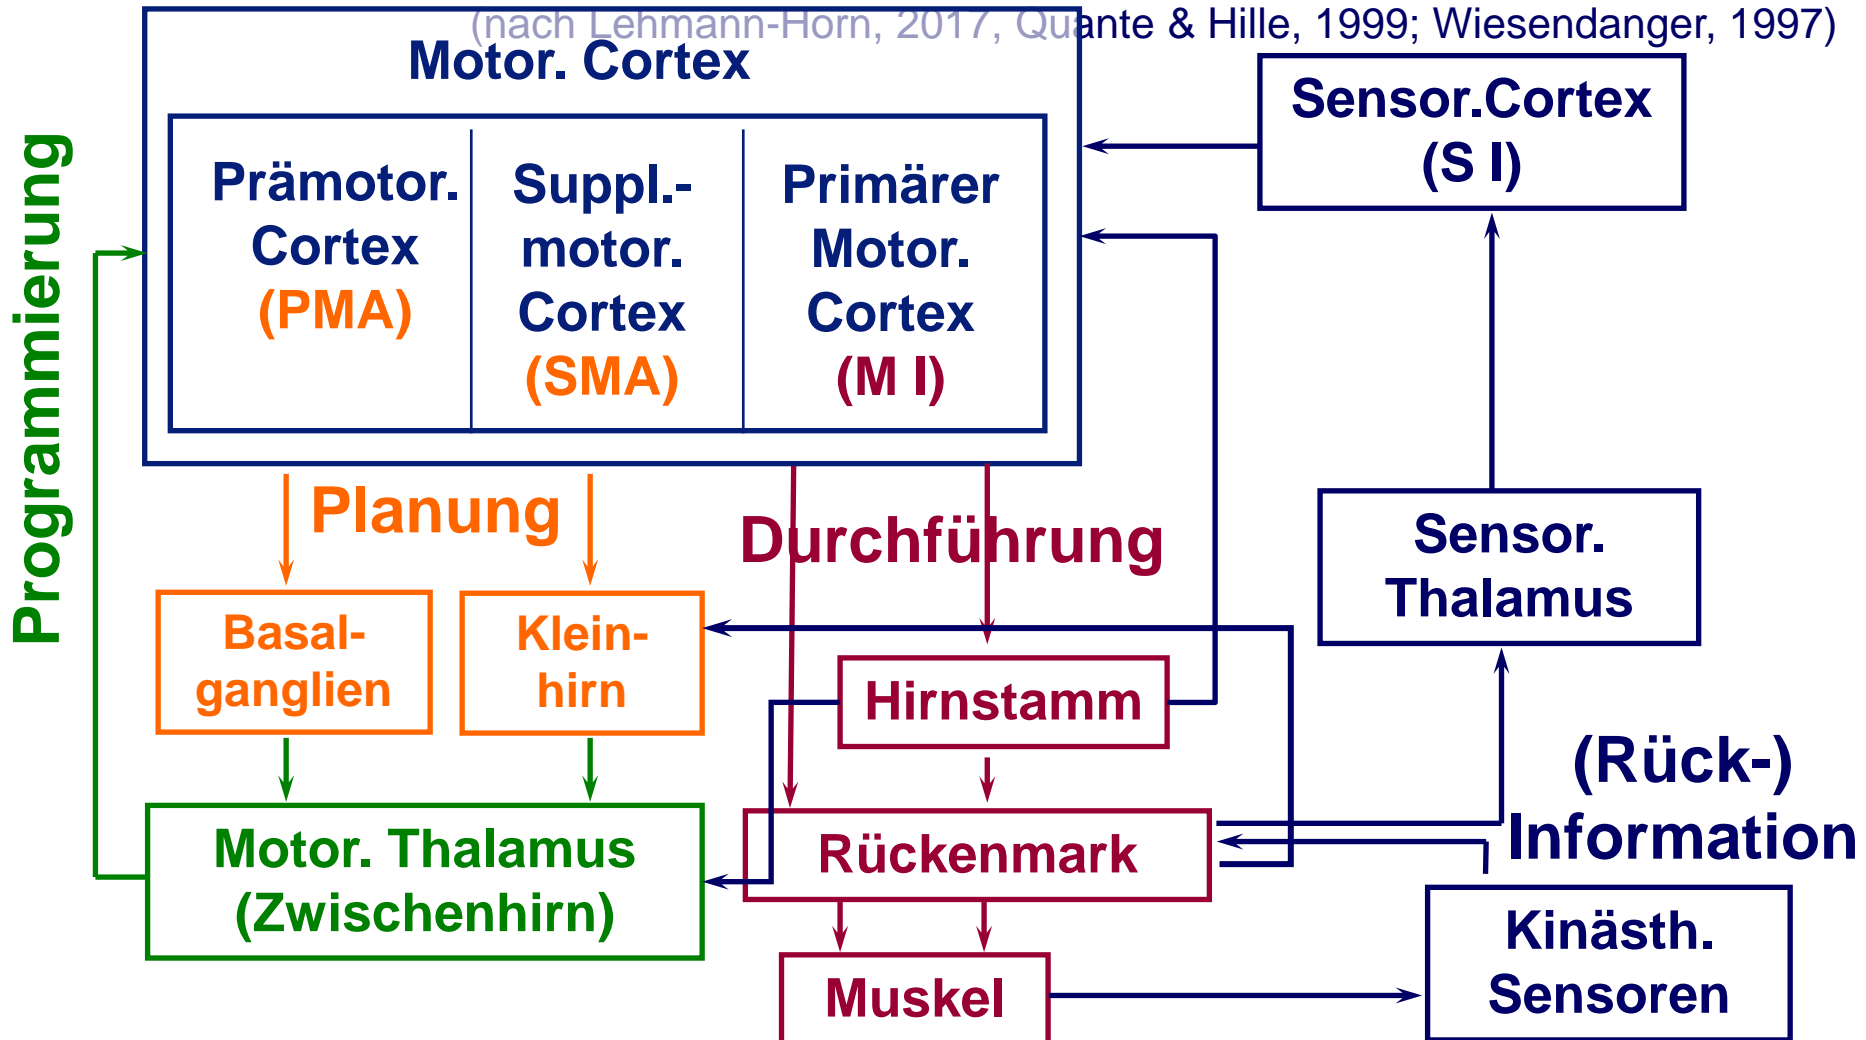 (nach Lehmann-Horn, 2017, Quante & Hille, 1999; Wiesendanger, 1997)
Motor. Cortex
Prämotor.
Cortex
(PMA)
Suppl.-
motor.
Cortex
(SMA)
Primärer
Motor.
Cortex
(M I)
Sensor.Cortex
(S I)
Programmierung
Planung
Durchführung
Sensor.
Thalamus
Basal-
ganglien
Klein-
hirn
Hirnstamm
(Rück-)
Information
Motor. Thalamus
(Zwischenhirn)
Rückenmark
Kinästh.
Sensoren
Muskel